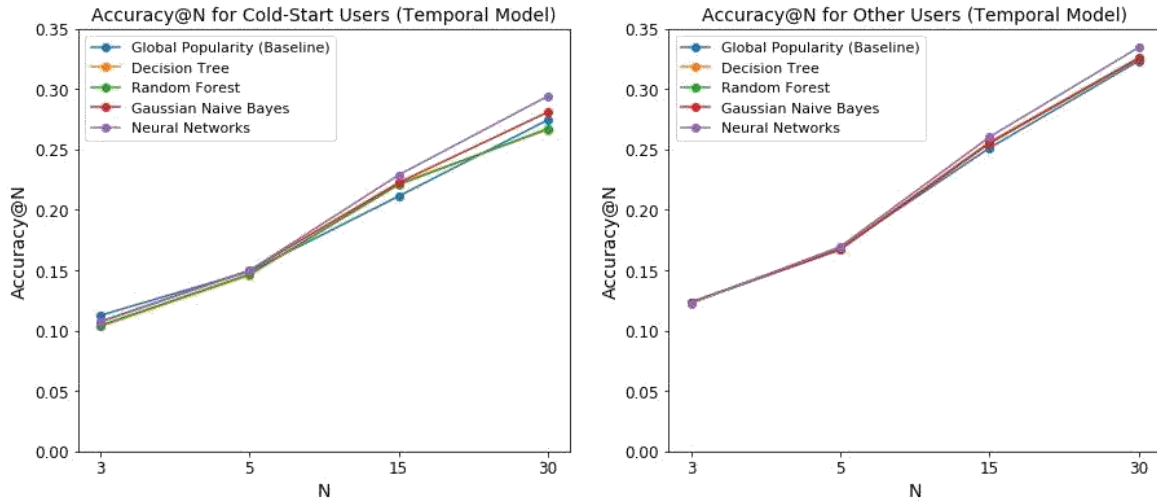 Accuracy@N for Cold-Start Users (Temporal Model)
0.35
0.30
0.25
0.20
0.15
0.10
0.05
0.00
Accuracy@N
Global Popularity (Baseline)
Decision Tree
Random Forest
Gaussian Naive Bayes
Neural Networks
3 5 15 30
N
Accuracy@N for Other Users (Temporal Model)
0.35
0.30
0.25
0.20
0.15
0.10
0.05
0.00
Accuracy@N
Global Popularity (Baseline)
Decision Tree
Random Forest
Gaussian Naive Bayes
Neural Networks
3 5 15 30
N